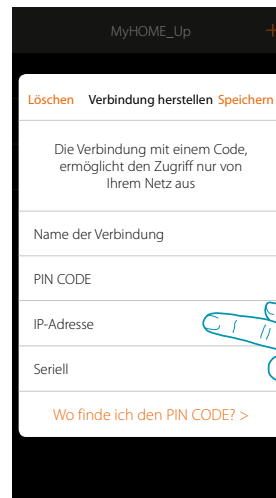 MyHOME_Up +
Löschen Verbindung herstellen Speichern
Die Verbindung mit einem Code,
ermöglicht den Zugriff nur von
Ihrem Netz aus
Name der Verbindung
PIN CODE
IP-Adresse
Seriell
Wo finde ich den PIN CODE? >